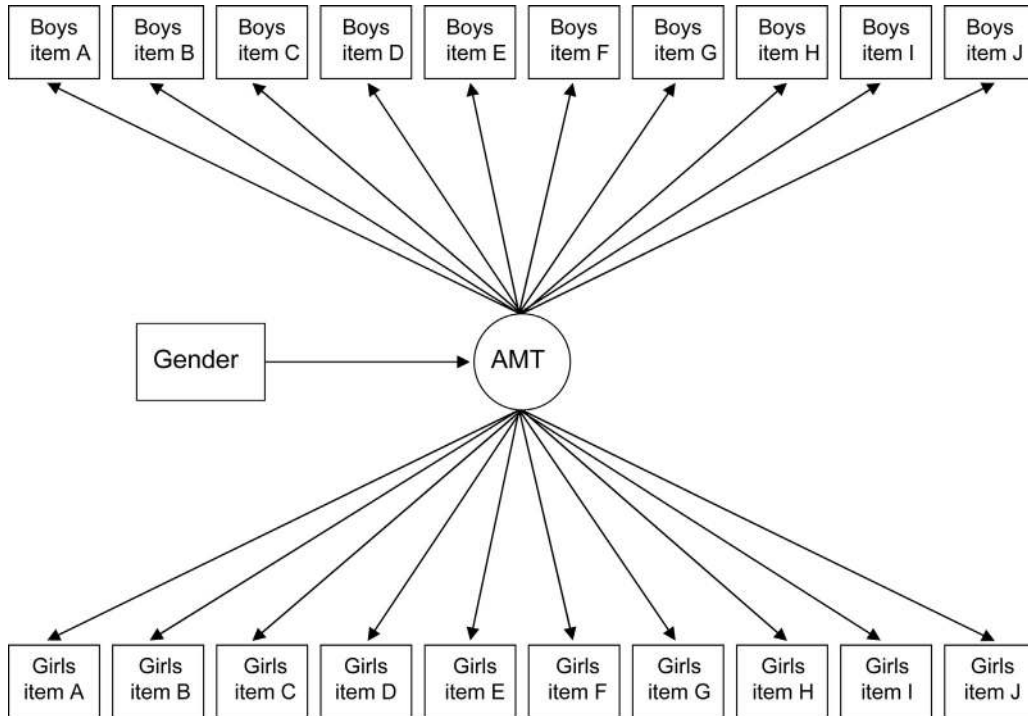 Boys
item A
Boys
item B
Boys
item C
Boys
item D
Boys
item E
Boys
item F
Boys
item G
Boys
item H
Boys
item I
Boys
item J
Gender
AMT
Girls
item A
Girls
item B
Girls
item C
Girls
item D
Girls
item E
Girls
item F
Girls
item G
Girls
item H
Girls
item I
Girls
item J